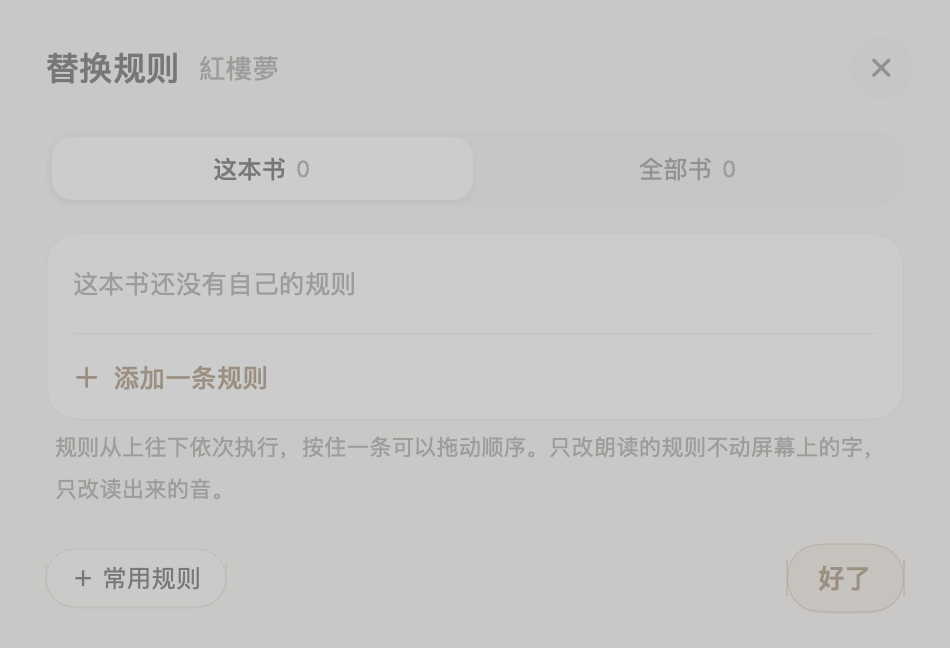 替换规则 紅樓夢
这本书 0 全部书 0
这本书还没有自己的规则
+ 添加一条规则
规则从上往下依次执行，按住一条可以拖动顺序。只改朗读的规则不动屏幕上的字，
只改读出来的音。
+ 常用规则 好了